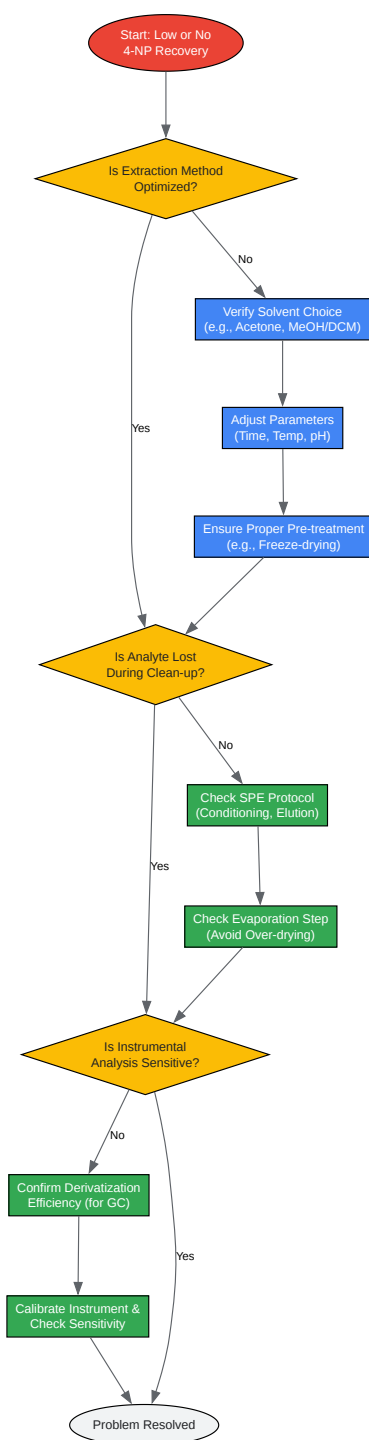 Start: Low or No
4-NP Recovery
Is Extraction Method
Optimized?
No
Verify Solvent Choice
(e.g., Acetone, MeOH/DCM)
Adjust Parameters
(Time, Temp, pH)
Yes
Ensure Proper Pre-treatment
(e.g., Freeze-drying)
Is Analyte Lost
During Clean-up?
No
Check SPE Protocol
(Conditioning, Elution)
Yes
Check Evaporation Step
(Avoid Over-drying)
Is Instrumental
Analysis Sensitive?
No
Confirm Derivatization
Efficiency (for GC)
Yes
Calibrate Instrument &
Check Sensitivity
Problem Resolved